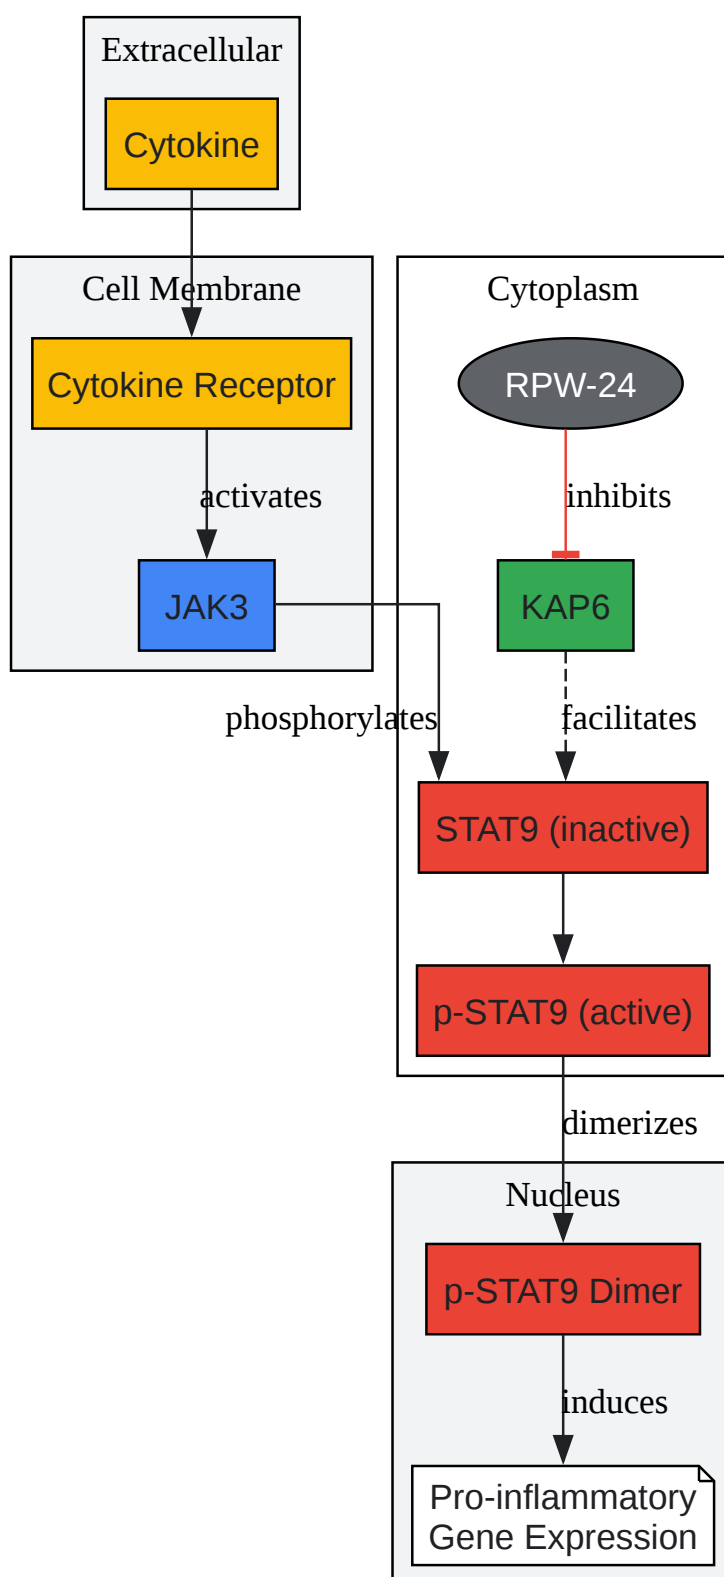 Extracellular
Cytokine
Cell Membrane
Cytoplasm
Cytokine Receptor
RPW-24
activates
inhibits
JAK3
KAP6
phosphorylates
facilitates
STAT9 (inactive)
p-STAT9 (active)
dimerizes
Nucleus
p-STAT9 Dimer
induces
Pro-inflammatory
Gene Expression